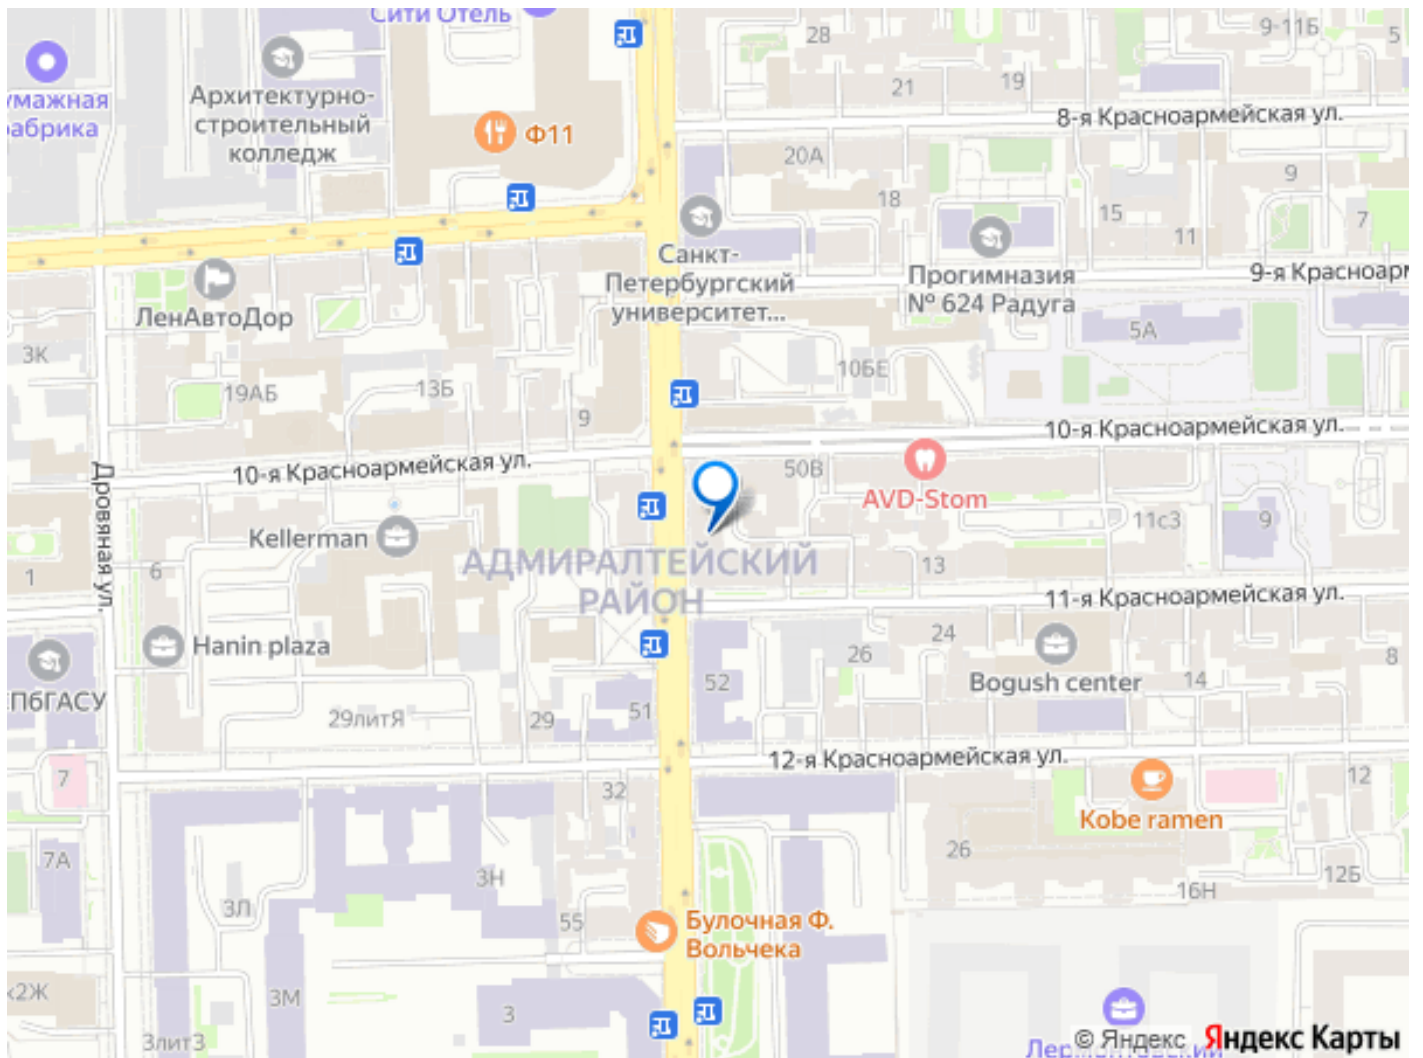 Сити Отель
28
9-11Б
5
умажная
абрика
Архитектурно-
строительный
колледж
Ф11
21
19
8-я Красноармейская ул.
20А
18
9
15
7
11
Санкт-
Петербургский
университет...
Прогимназия
№ 624 Радуга
9-я Красноарм
ЛенАвтоДор
5А
3К
19АБ
13Б
10БЕ
9
10-я Красноармейская ул.
10-я Красноармейская ул.
Дровяная ул.
50В
AVD-Stom
11с3
9
Kellerman
АДМИРАЛТЕЙСКИЙ
РАЙОН
13
1
6
11-я Красноармейская ул.
Hanin plaza
24
26
8
Bogush center
14
СПбГАСУ
52
51
29литЯ
29
12-я Красноармейская ул.
7
32
12
Kobe ramen
7А
3Н
26
12Б
16Н
3Л
55
Булочная Ф.
Вольчека
к2Ж
3М
3
3лит3
Лермонтовский
© Яндекс Яндекс Карты